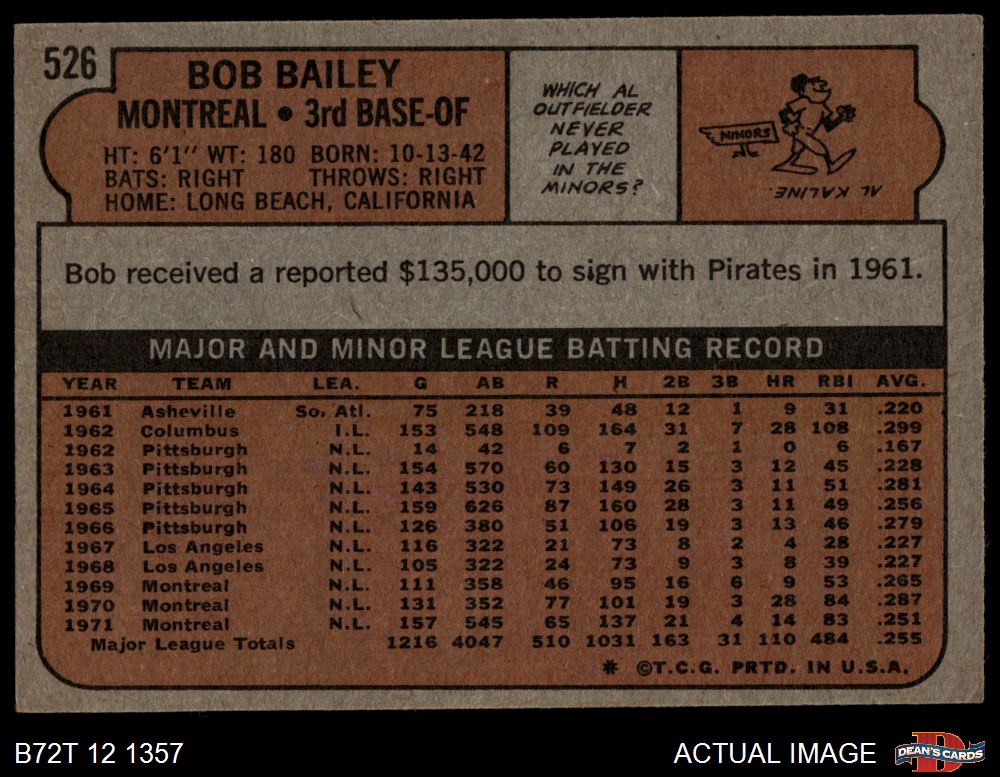 526
BOB BAILEY
MONTREAL • 3rd BASE-OF
HT: 6'1" WT: 180 BORN: 10-13-42
BATS: RIGHT THROWS: RIGHT
HOME: LONG BEACH, CALIFORNIA
WHICH AL
OUTFIELDER
NEVER
PLAYED
IN THE
MINORS?
MINORS
AL KALINE.
Bob received a reported $135,000 to sign with Pirates in 1961.
MAJOR AND MINOR LEAGUE BATTING RECORD
YEAR TEAM LEA. G AB R H 2B 3B HR RBI AVG.
1961 Asheville So. Atl. 75 218 39 48 12 1 9 31 .220
1962 Columbus I.L. 153 548 109 164 31 7 28 108 .299
1962 Pittsburgh N.L. 14 42 6 7 2 1 0 6 .167
1963 Pittsburgh N.L. 154 570 60 130 15 3 12 45 .228
1964 Pittsburgh N.L. 143 530 73 149 26 3 11 51 .281
1965 Pittsburgh N.L. 159 626 87 160 28 3 11 49 .256
1966 Pittsburgh N.L. 126 380 51 106 19 3 13 46 .279
1967 Los Angeles N.L. 116 322 21 73 8 2 4 28 .227
1968 Los Angeles N.L. 105 322 24 73 9 3 8 39 .227
1969 Montreal N.L. 111 358 46 95 16 6 9 53 .265
1970 Montreal N.L. 131 352 77 101 19 3 28 84 .287
1971 Montreal N.L. 157 545 65 137 21 4 14 83 .251
Major League Totals 1216 4047 510 1031 163 31 110 484 .255
* ©T.C.G. PRTD. IN U.S.A.
B72T 12 1357
ACTUAL IMAGE
D
DEAN'S CARDS